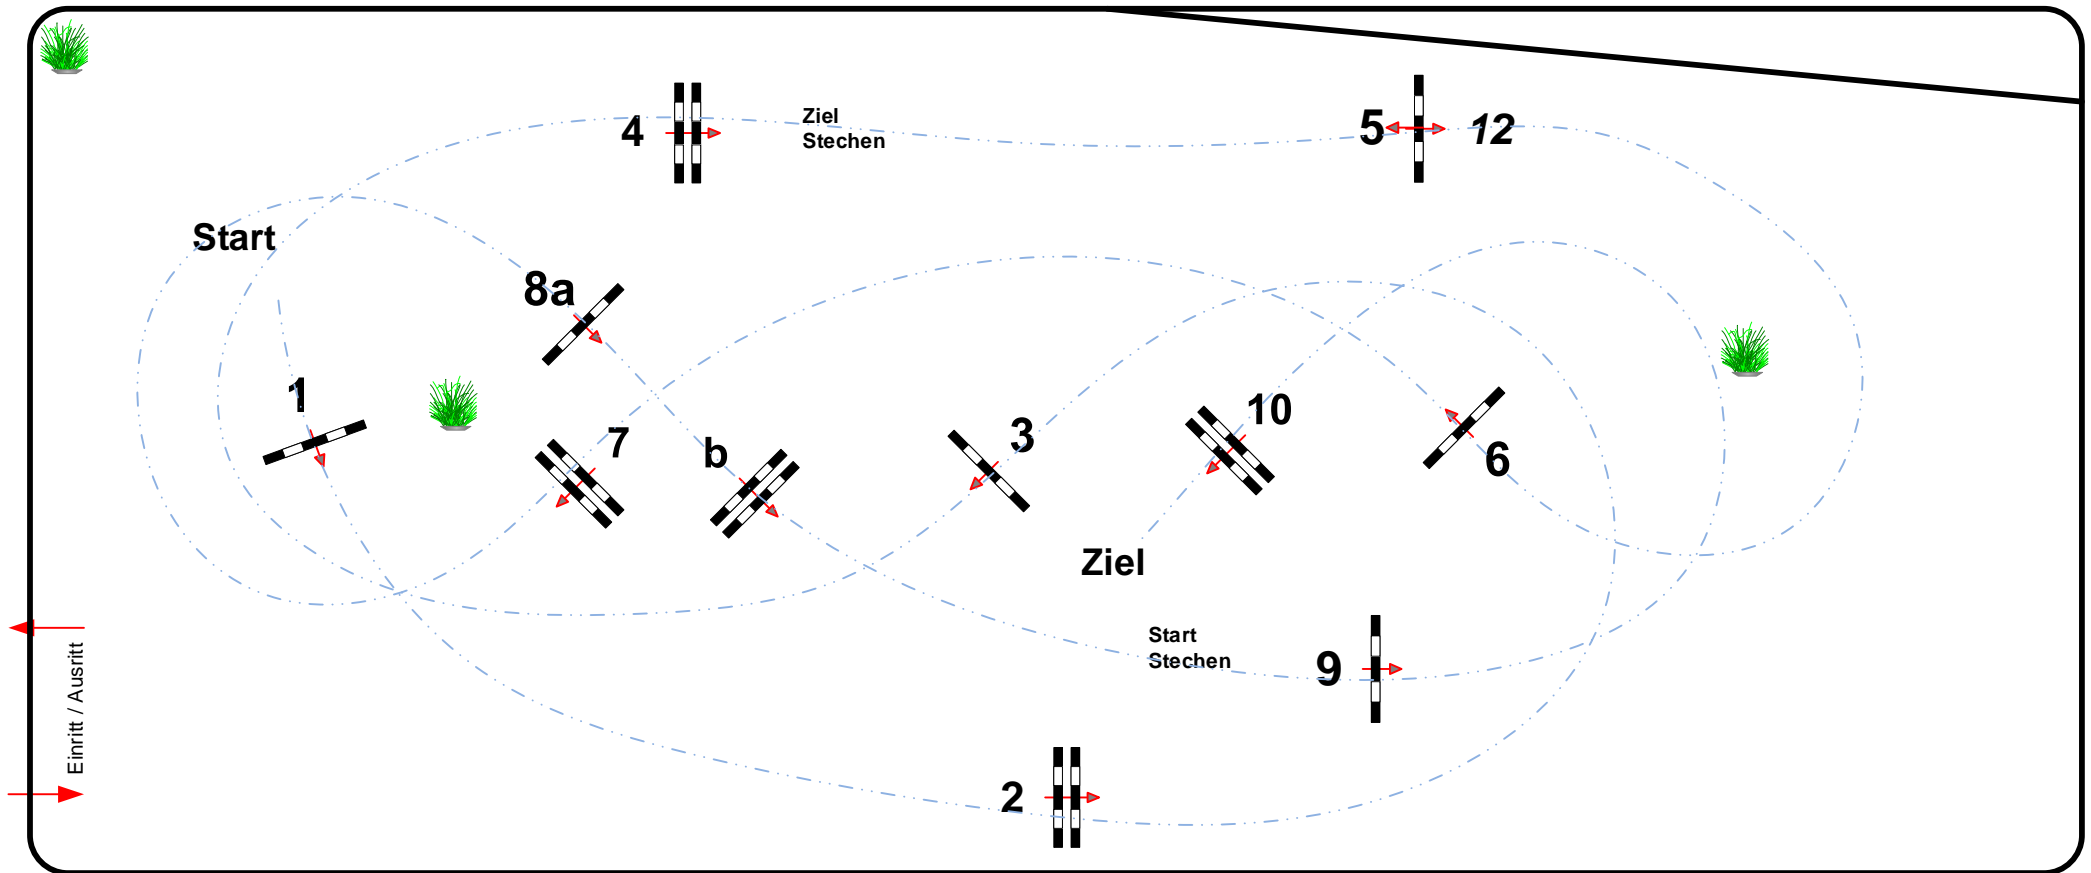 4
Ziel
Stechen
5
12
Start
8a
1
7
b
3
10
6
Ziel
Start
Stechen
9
Einritt / Ausritt
2